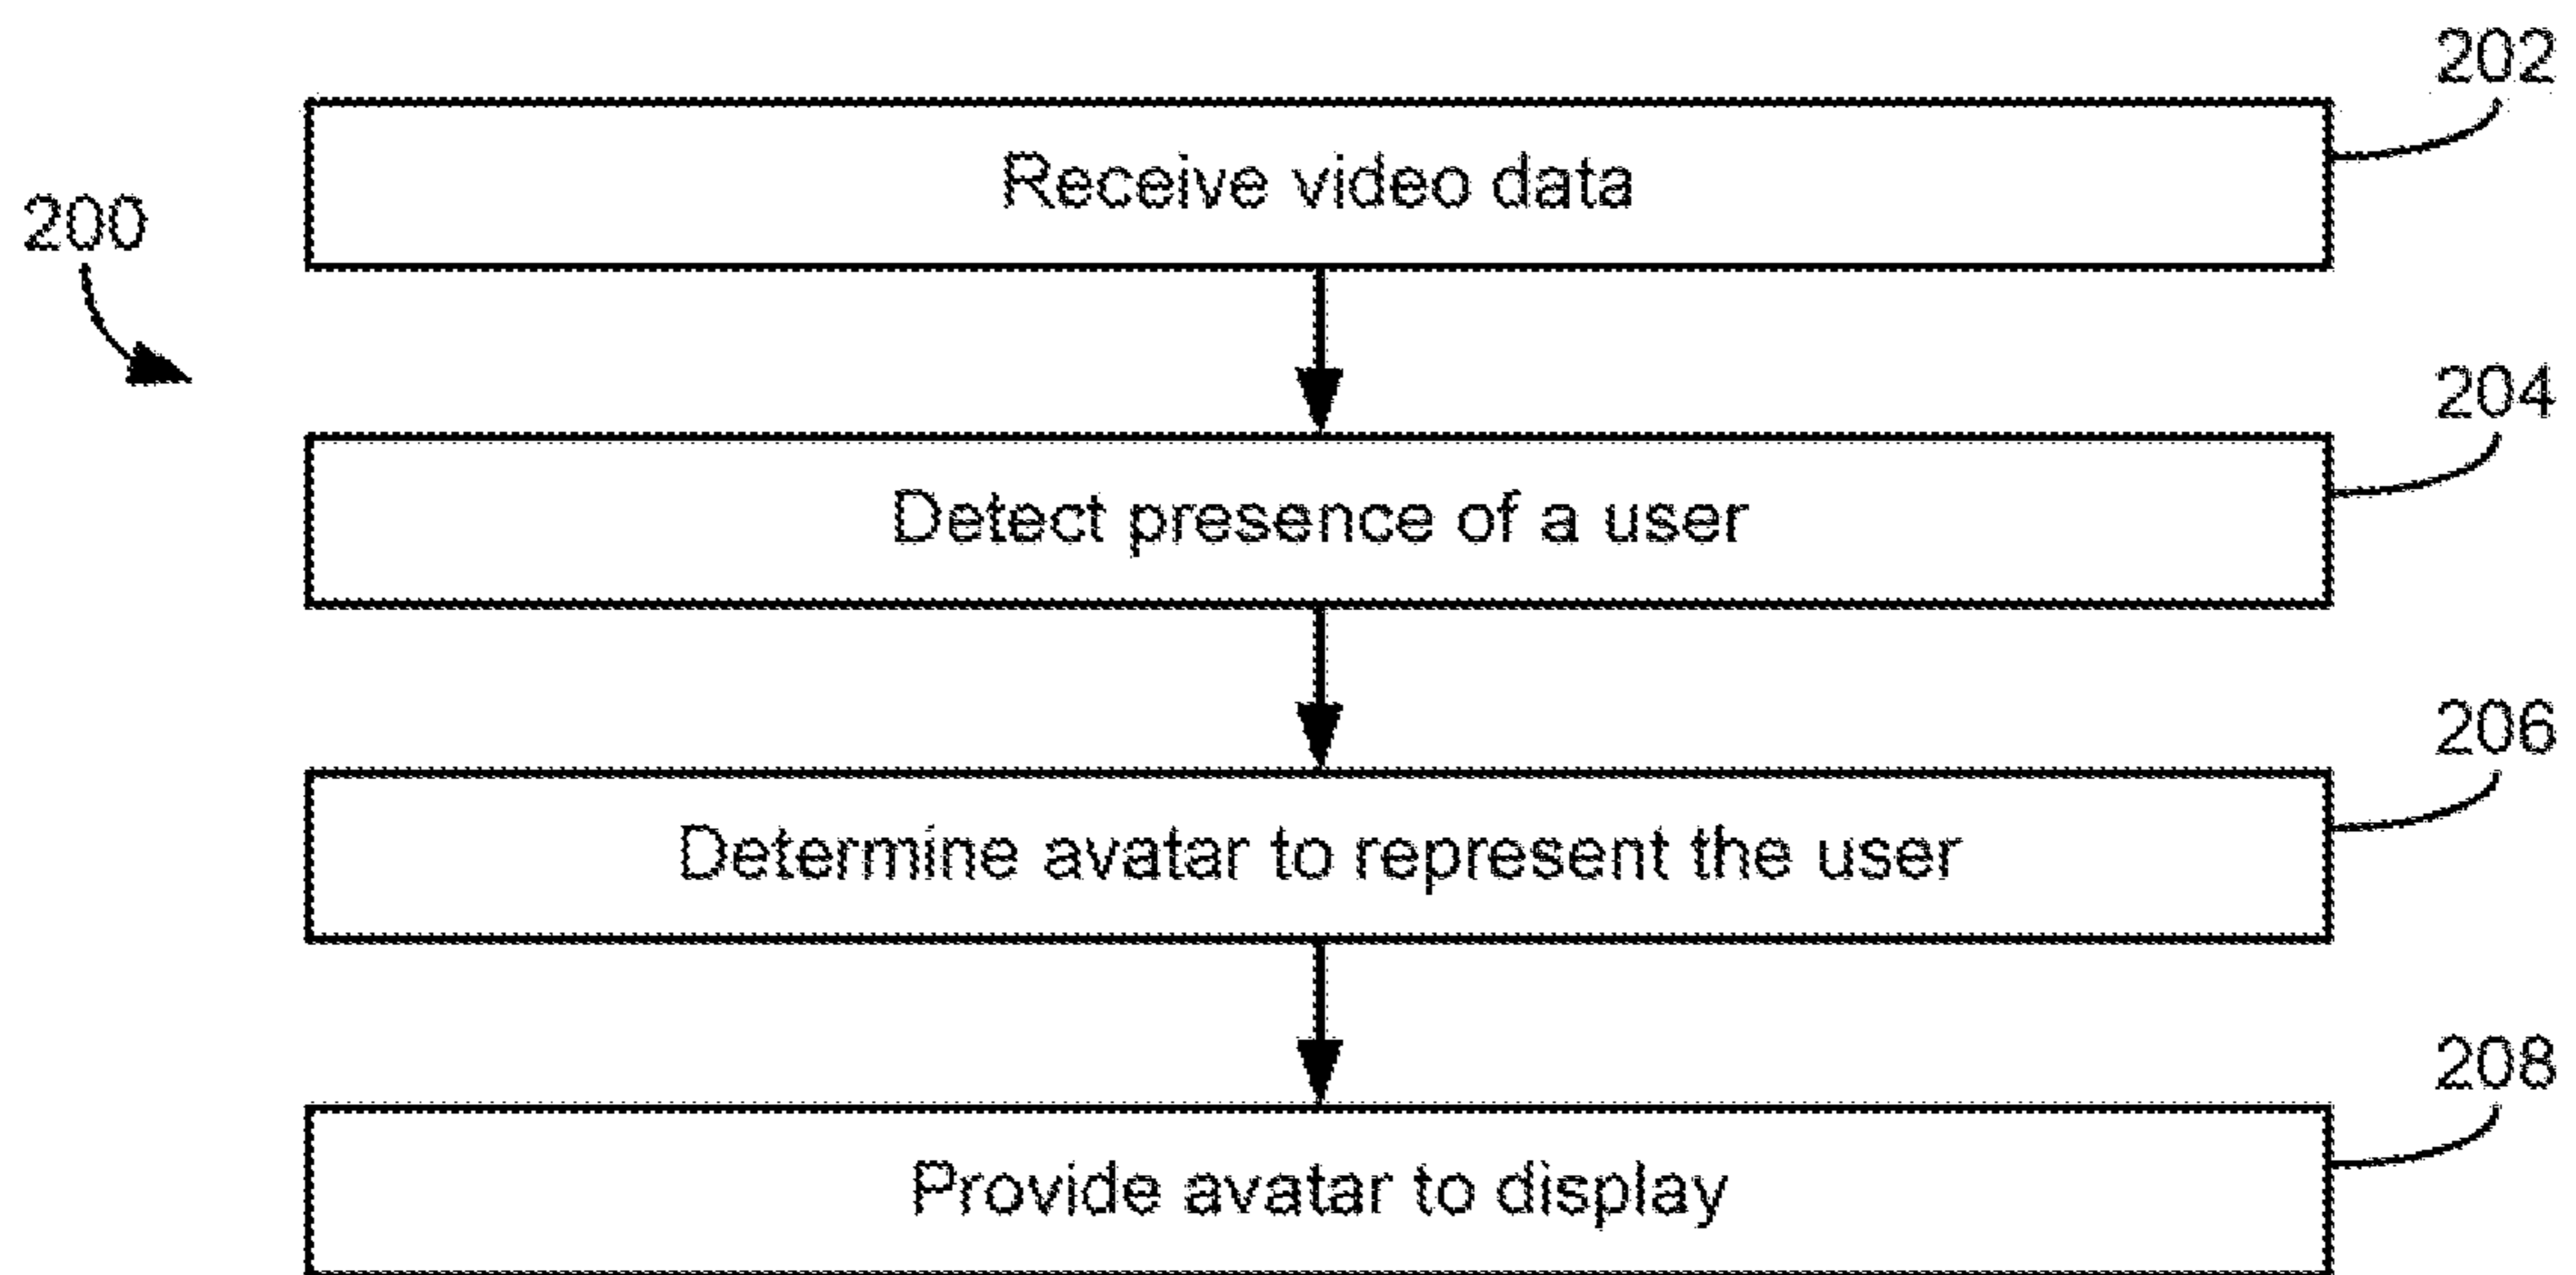 202
Receive video data
200
204
Detect presence of a user
206
Determine avatar to represent the user
208
Provide avatar to display